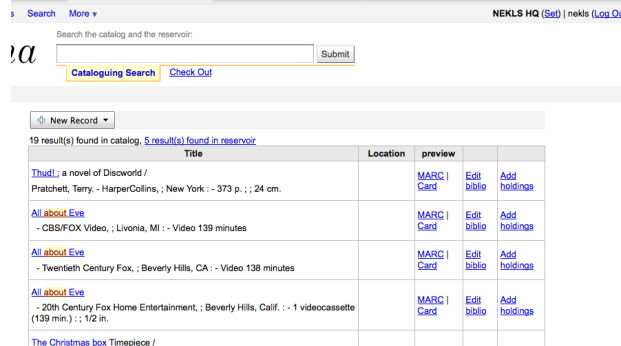 s Search More ▾ NEKLS HQ (Set) | nekls (Log Ou
na Search the catalog and the reservoir:
Submit
Cataloguing Search Check Out
New Record
19 result(s) found in catalog, 5 result(s) found in reservoir
Title Location preview
Thud! : a novel of Discworld /
Pratchett, Terry. - HarperCollins, ; New York : - 373 p. ; ; 24 cm.
MARC | Card Edit biblio Add holdings
All about Eve
- CBS/FOX Video, ; Livonia, MI : - Video 139 minutes
MARC | Card Edit biblio Add holdings
All about Eve
- Twentieth Century Fox, ; Beverly Hills, CA : - Video 138 minutes
MARC | Card Edit biblio Add holdings
All about Eve
- 20th Century Fox Home Entertainment, ; Beverly Hills, Calif. : - 1 videocassette
(139 min.) : ; 1/2 in.
MARC | Card Edit biblio Add holdings
The Christmas box Timepiece /